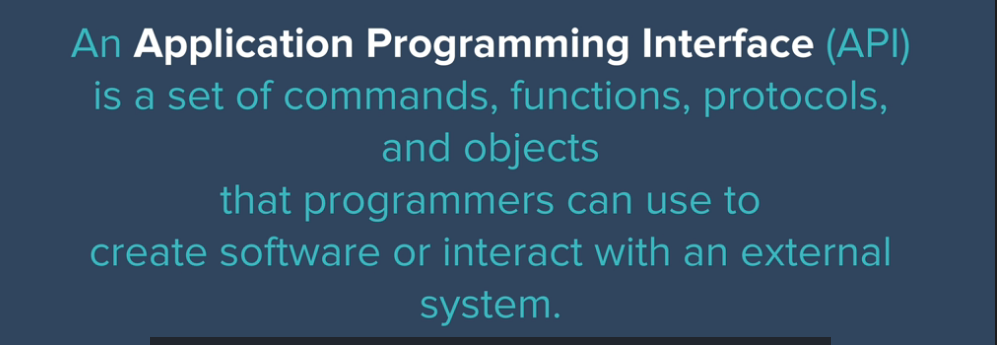 An Application Programming Interface (API)
is a set of commands, functions, protocols,
and objects
that programmers can use to
create software or interact with an external
system.